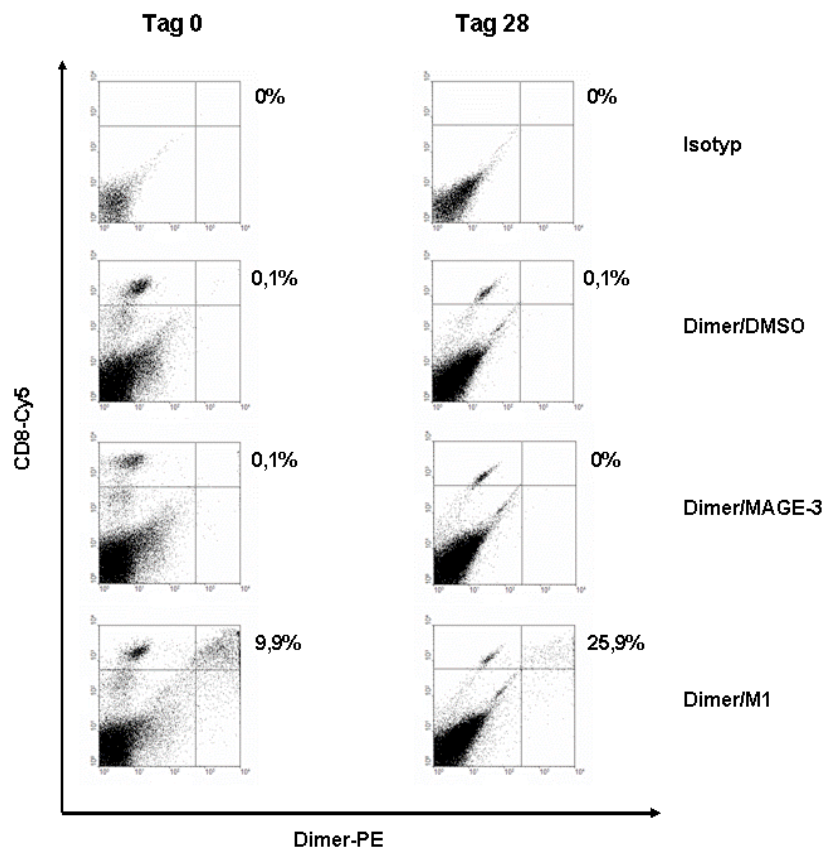 Tag 0 Tag 28
0% 0% Isotyp
0,1% 0,1% Dimer/DMSO
0,1% 0% Dimer/MAGE-3
9,9% 25,9% Dimer/M1
CD8-Cy5
Dimer-PE